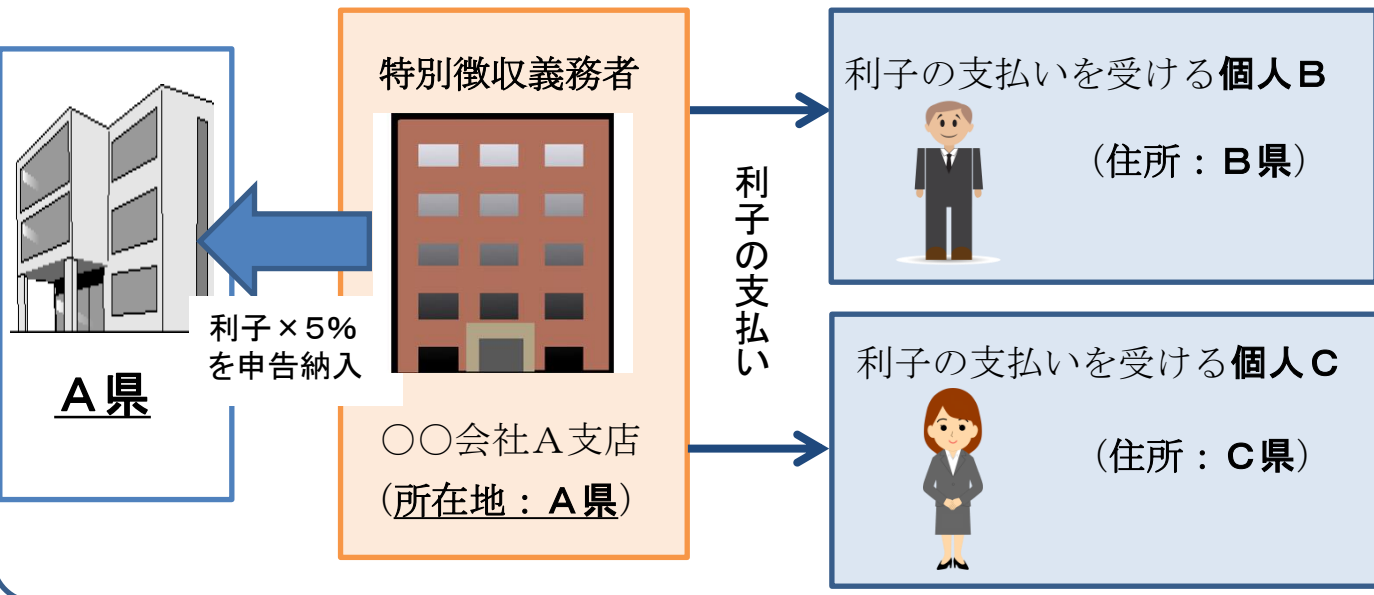 特別徴収義務者
利子×5%
を申告納入
A県
○○会社A支店
(所在地：A県)
利子の支払い
利子の支払いを受ける個人B
(住所：B県)
利子の支払いを受ける個人C
(住所：C県)